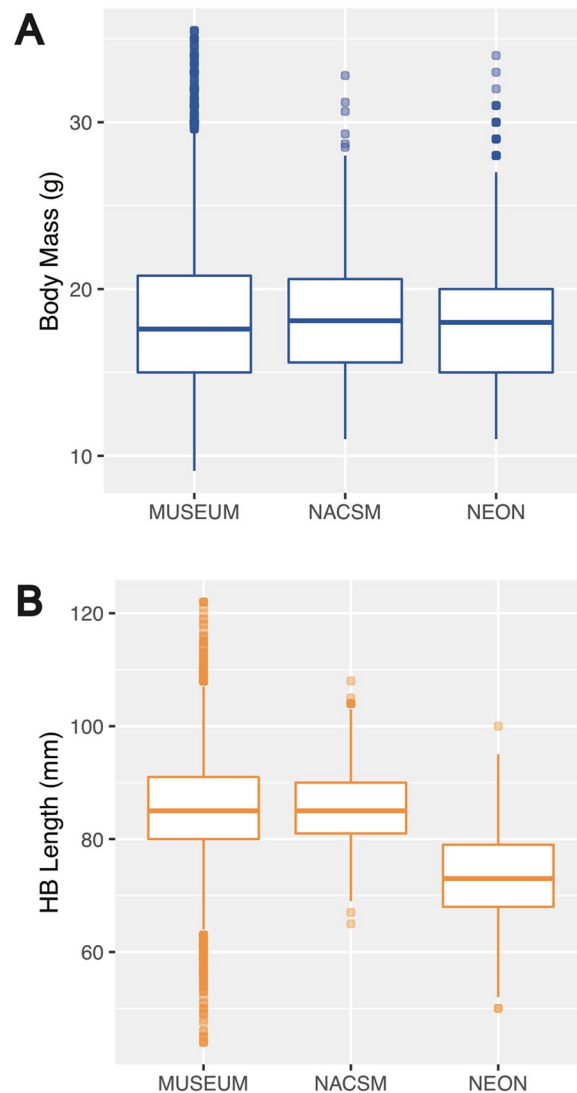 A
Body Mass (g)
30
20
10
MUSEUM NACSM NEON
B
HB Length (mm)
120
100
80
60
MUSEUM NACSM NEON